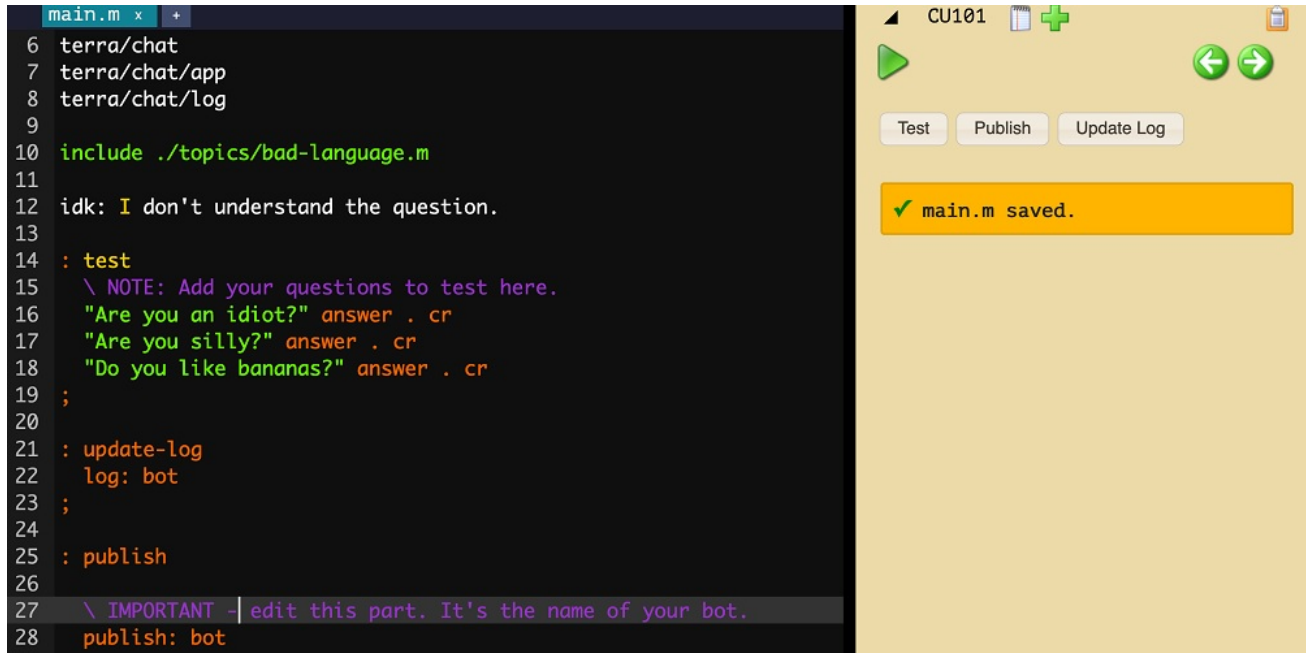 main.m x +
6 terra/chat
7 terra/chat/app
8 terra/chat/log
9
10 include ./topics/bad-language.m
11
12 idk: I don't understand the question.
13
14 : test
15 \ NOTE: Add your questions to test here.
16 "Are you an idiot?" answer . cr
17 "Are you silly?" answer . cr
18 "Do you like bananas?" answer . cr
19 ;
20
21 : update-log
22 log: bot
23 ;
24
25 : publish
26
27 \ IMPORTANT - edit this part. It's the name of your bot.
28 publish: bot
CU101
Test Publish Update Log
✓ main.m saved.